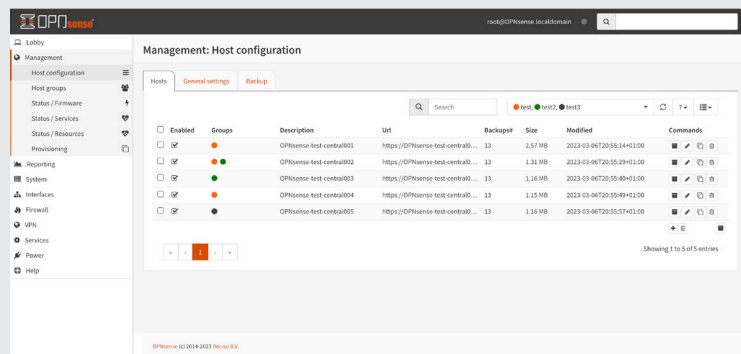 OPNsense
root@OPNsense.localdomain
Lobby
Management
Host configuration
Host groups
Status / Firmware
Status / Services
Status / Resources
Provisioning
Reporting
System
Interfaces
Firewall
VPN
Services
Power
Help
Management: Host configuration
Hosts General settings Backup
Search test, test2, test3 7
Enabled Groups Description Url Backups# Size Modified Commands
OPNsense-test-central001 https://OPNsense-test-central0... 13 2.57 MB 2023-03-06T20:55:14+01:00
OPNsense-test-central002 https://OPNsense-test-central0... 13 1.31 MB 2023-03-06T20:55:29+01:00
OPNsense-test-central003 https://OPNsense-test-central0... 13 1.16 MB 2023-03-06T20:55:40+01:00
OPNsense-test-central004 https://OPNsense-test-central0... 13 1.15 MB 2023-03-06T20:55:49+01:00
OPNsense-test-central005 https://OPNsense-test-central0... 13 1.16 MB 2023-03-06T20:55:57+01:00
« ‹ 1 › »
Showing 1 to 5 of 5 entries
OPNsense (c) 2014-2023 Deciso B.V.